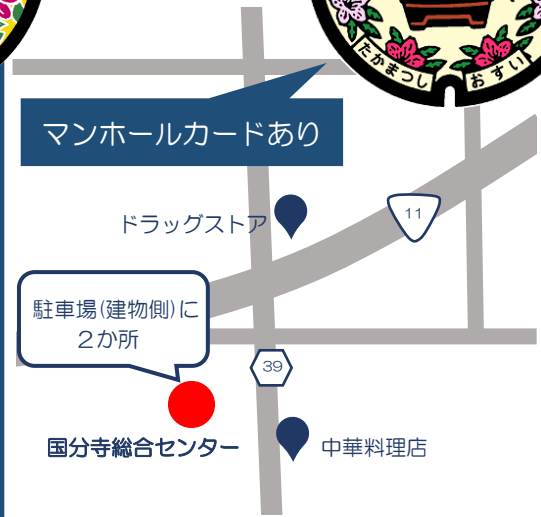 たかまつし
おすい
マンホールカードあり
ドラッグストア
11
駐車場(建物側)に
２か所
39
国分寺総合センター
中華料理店